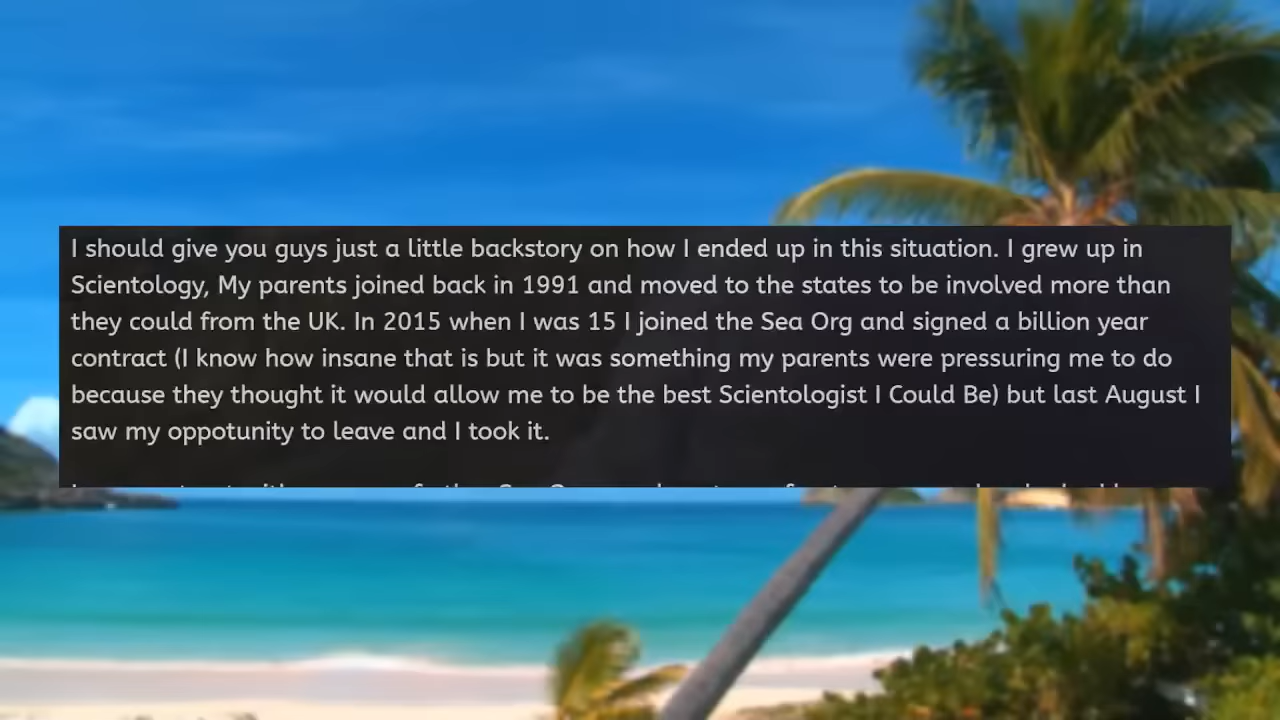 I should give you guys just a little backstory on how I ended up in this situation. I grew up in
Scientology, My parents joined back in 1991 and moved to the states to be involved more than
they could from the UK. In 2015 when I was 15 I joined the Sea Org and signed a billion year
contract (I know how insane that is but it was something my parents were pressuring me to do
because they thought it would allow me to be the best Scientologist I Could Be) but last August I
saw my oppotunity to leave and I took it.